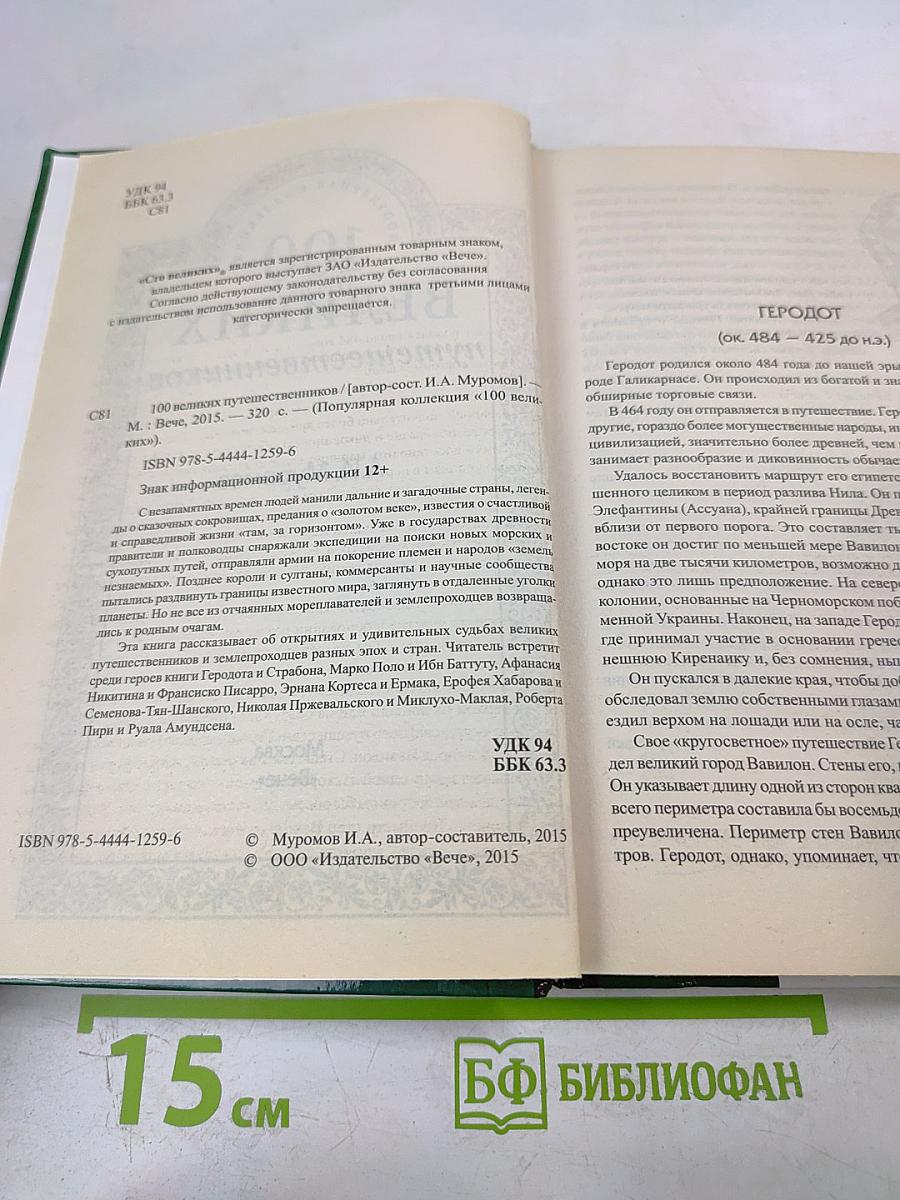 УДК 94
ББК 63.3
С81
«Сто великих»® является зарегистрированным товарным знаком,
владельцем которого выступает ЗАО «Издательство «Вече».
Согласно действующему законодательству без согласования
с издательством использование данного товарного знака третьими лицами
категорически запрещается.
100 великих путешественников / [автор-сост. И.А. Муромов]. —
С81 М. : Вече, 2015. — 320 с. — (Популярная коллекция «100 вели-
ких»).
ISBN 978-5-4444-1259-6
Знак информационной продукции 12+
С незапамятных времен людей манили дальние и загадочные страны, леген-
ды о сказочных сокровищах, предания о «золотом веке», известия о счастливой
и справедливой жизни «там, за горизонтом». Уже в государствах древности
правители и полководцы снаряжали экспедиции на поиски новых морских и
сухопутных путей, отправляли армии на покорение племен и народов «земель
незнаемых». Позднее короли и султаны, коммерсанты и научные сообщества
пытались раздвинуть границы известного мира, заглянуть в отдаленные уголки
планеты. Но не все из отчаянных мореплавателей и землепроходцев возвраща-
лись к родным очагам.
Эта книга рассказывает об открытиях и удивительных судьбах великих
путешественников и землепроходцев разных эпох и стран. Читатель встретит
среди героев книги Геродота и Страбона, Марко Поло и Ибн Баттуту, Афанасия
Никитина и Франсиско Писарро, Эрнана Кортеса и Ермака, Ерофея Хабарова и
Семенова-Тян-Шанского, Николая Пржевальского и Миклухо-Маклая, Роберта
Пири и Руала Амундсена.
УДК 94
ББК 63.3
ISBN 978-5-4444-1259-6
© Муромов И.А., автор-составитель, 2015
© ООО «Издательство «Вече», 2015
ГЕРОДОТ
(ок. 484 — 425 до н.э.)
Геродот родился около 484 года до нашей эры
роде Галикарнасе. Он происходил из богатой и зна
обширные торговые связи.
В 464 году он отправляется в путешествие. Геро
другие, гораздо более могущественные народы, ин
цивилизацией, значительно более древней, чем
занимает разнообразие и диковинность обычае
Удалось восстановить маршрут его египетс
шенного целиком в период разлива Нила. Он п
Элефантины (Ассуана), крайней границы Древ
вблизи от первого порога. Это составляет ты
востоке он достиг по меньшей мере Вавилон
моря на две тысячи километров, возможно д
однако это лишь предположение. На севере
колонии, основанные на Черноморском поб
менной Украины. Наконец, на западе Герод
где принимал участие в основании гречес
нешнюю Киренаику и, без сомнения, ны
Он пускался в далекие края, чтобы доб
обследовал землю собственными глазами
ездил верхом на лошади или на осле, ча
Свое «кругосветное» путешествие Ге
дел великий город Вавилон. Стены его,
Он указывает длину одной из сторон ква
всего периметра составила бы восемьде
преувеличена. Периметр стен Вавило
тров. Геродот, однако, упоминает, чт
15 см
БФ БИБЛИОФАН